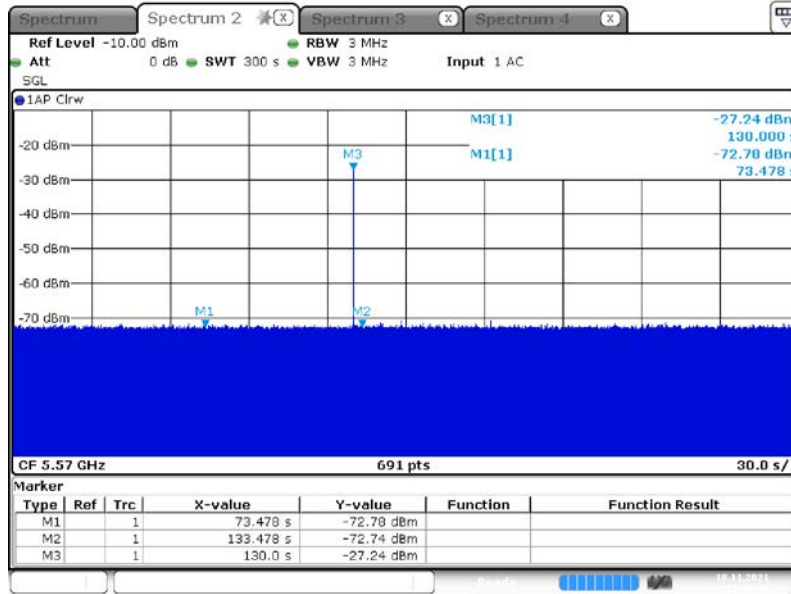 Spectrum Spectrum 2 X Spectrum 3 X Spectrum 4 X
Ref Level -10.00 dBm RBW 3 MHz
Att 0 dB SWT 300 s VBW 3 MHz Input 1 AC
SGL
1AP Clrw
M3[1] -27.24 dBm
130.000 s
M1[1] -72.78 dBm
73.478 s
-20 dBm
M3
-30 dBm
-40 dBm
-50 dBm
-60 dBm
M1 M2
-70 dBm
CF 5.57 GHz 691 pts 30.0 s/
Marker
Type Ref Trc X-value Y-value Function Function Result
M1 1 73.478 s -72.78 dBm
M2 1 133.478 s -72.74 dBm
M3 1 130.0 s -27.24 dBm